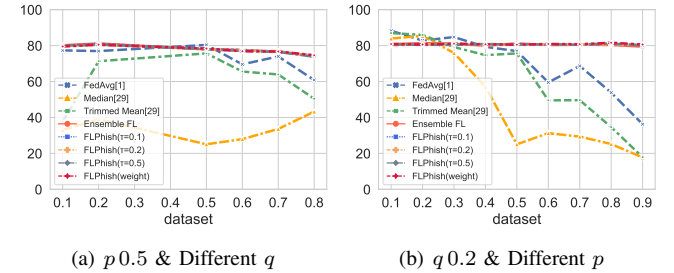 100
80
60
40
20
0
FedAvg[1]
Median[29]
Trimmed Mean[29]
Ensemble FL
FLPhish(τ=0.1)
FLPhish(τ=0.2)
FLPhish(τ=0.5)
FLPhish(weight)
0.1 0.2 0.3 0.4 0.5 0.6 0.7 0.8
dataset
(a) p 0.5 & Different q
100
80
60
40
20
0
FedAvg[1]
Median[29]
Trimmed Mean[29]
Ensemble FL
FLPhish(τ=0.1)
FLPhish(τ=0.2)
FLPhish(τ=0.5)
FLPhish(weight)
0.1 0.2 0.3 0.4 0.5 0.6 0.7 0.8 0.9
dataset
(b) q 0.2 & Different p